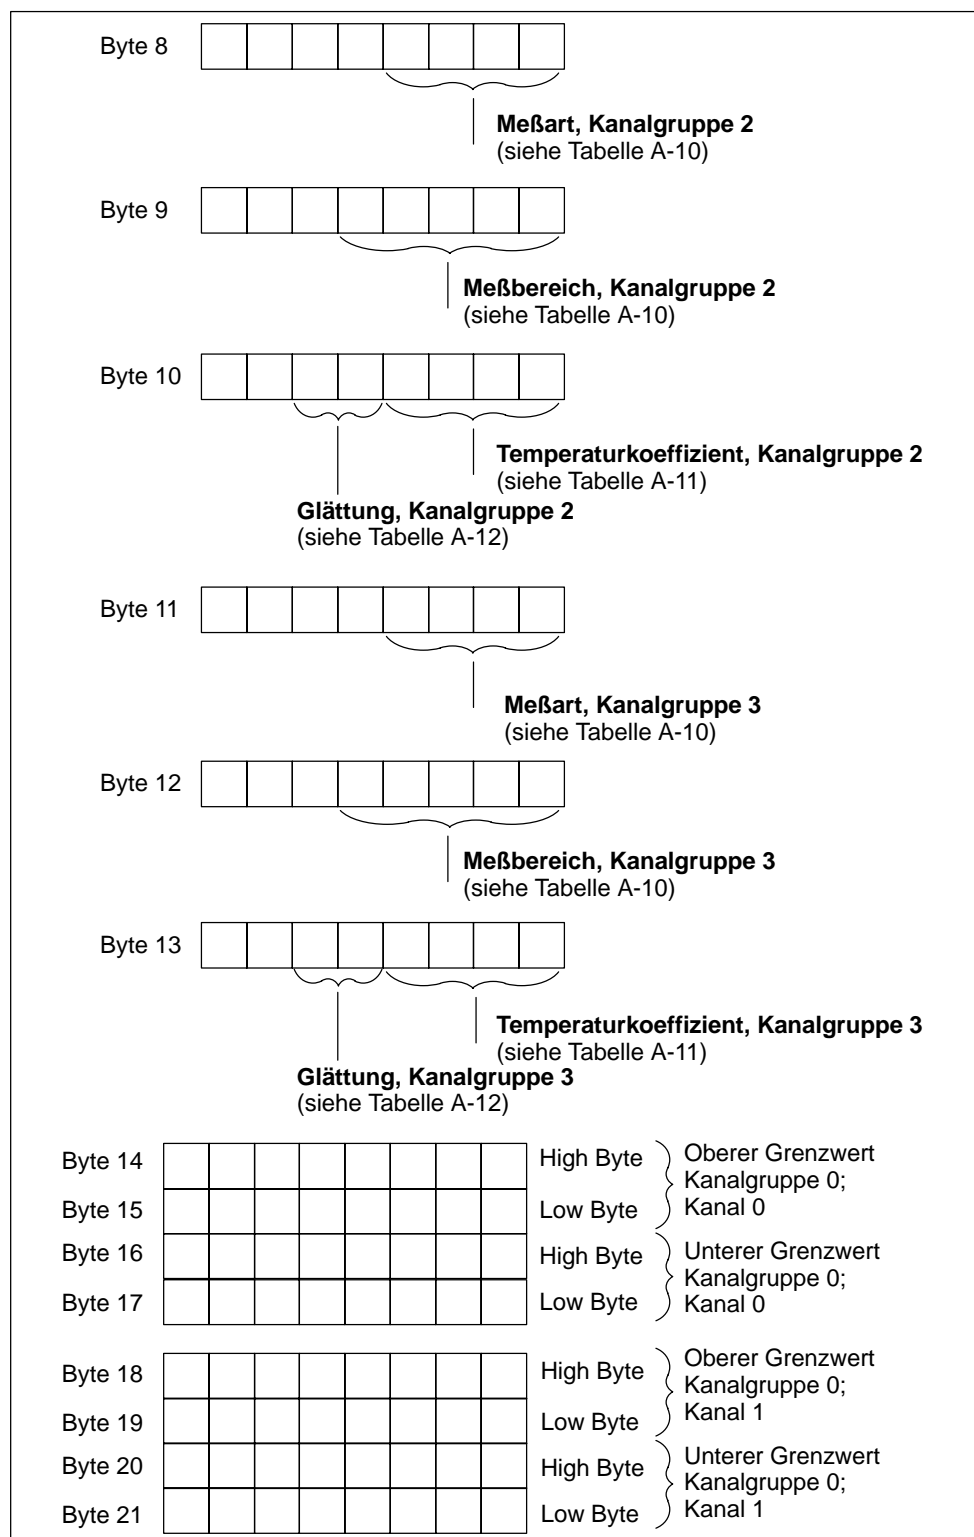 Byte 8
Meßart, Kanalgruppe 2
(siehe Tabelle A-10)
Byte 9
Meßbereich, Kanalgruppe 2
(siehe Tabelle A-10)
Byte 10
Temperaturkoeffizient, Kanalgruppe 2
(siehe Tabelle A-11)
Glättung, Kanalgruppe 2
(siehe Tabelle A-12)
Byte 11
Meßart, Kanalgruppe 3
(siehe Tabelle A-10)
Byte 12
Meßbereich, Kanalgruppe 3
(siehe Tabelle A-10)
Byte 13
Temperaturkoeffizient, Kanalgruppe 3
(siehe Tabelle A-11)
Glättung, Kanalgruppe 3
(siehe Tabelle A-12)
Byte 14
High Byte
Oberer Grenzwert
Kanalgruppe 0;
Kanal 0
Byte 15
Low Byte
Byte 16
High Byte
Unterer Grenzwert
Kanalgruppe 0;
Kanal 0
Byte 17
Low Byte
Byte 18
High Byte
Oberer Grenzwert
Kanalgruppe 0;
Kanal 1
Byte 19
Low Byte
Byte 20
High Byte
Unterer Grenzwert
Kanalgruppe 0;
Kanal 1
Byte 21
Low Byte